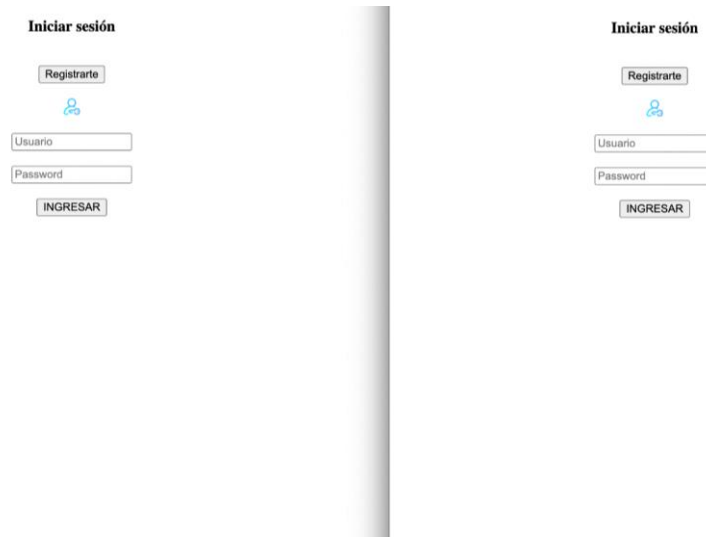 Iniciar sesión
Registrarte
Usuario
Password
INGRESAR
Iniciar sesión
Registrarte
Usuario
Password
INGRESAR